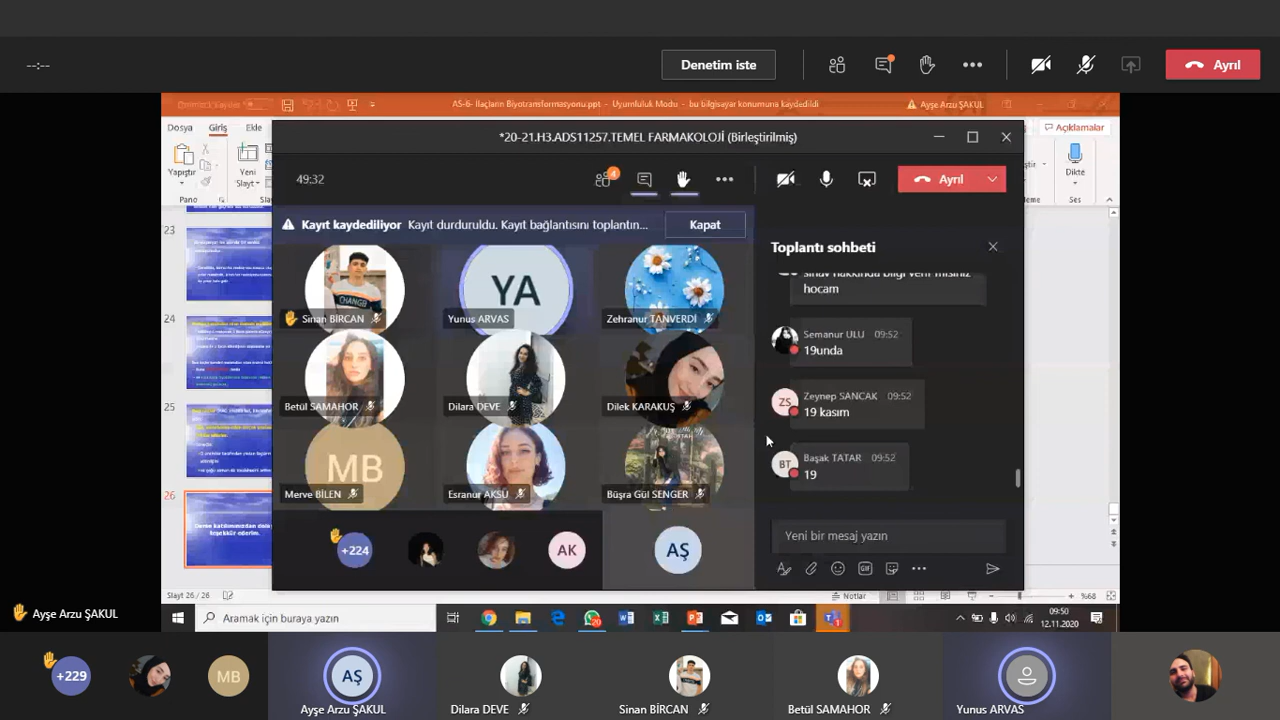 --:--
Denetim iste
Ayrıl
AS-6- İlaçların Biyotransformasyonu.ppt - Uyumluluk Modu - bu bilgisayar konumuna kaydedildi
Ayşe Arzu ŞAKUL
Dosya
Giriş
Ekle
Açıklamalar
Yapıştır
Yeni
Slayt
Pano
Dikte
Ses
*20-21.H3.ADS11257.TEMEL FARMAKOLOJİ (Birleştirilmiş)
49:32
4
Ayrıl
Kayıt kaydediliyor Kayıt durduruldu. Kayıt bağlantısını toplantın...
Kapat
Toplantı sohbeti
sınav hakkında bilgi verir misiniz
hocam
Semanur ULU 09:52
19unda
Zeynep SANCAK 09:52
19 kasım
Başak TATAR 09:52
19
ZS
BT
Yeni bir mesaj yazın
YA
Sinan BİRCAN
Yunus ARVAS
Zehranur TANVERDİ
Betül SAMAHOR
Dilara DEVE
Dilek KARAKUŞ
MB
Merve BİLEN
Esranur AKSU
Büşra Gül SENGER
+224
AK
AŞ
23
24
25
26
Slayt 26 / 26
Notlar
%68
Aramak için buraya yazın
09:50
12.11.2020
Ayşe Arzu ŞAKUL
+229
MB
AŞ
Ayşe Arzu ŞAKUL
Dilara DEVE
Sinan BİRCAN
Betül SAMAHOR
Yunus ARVAS